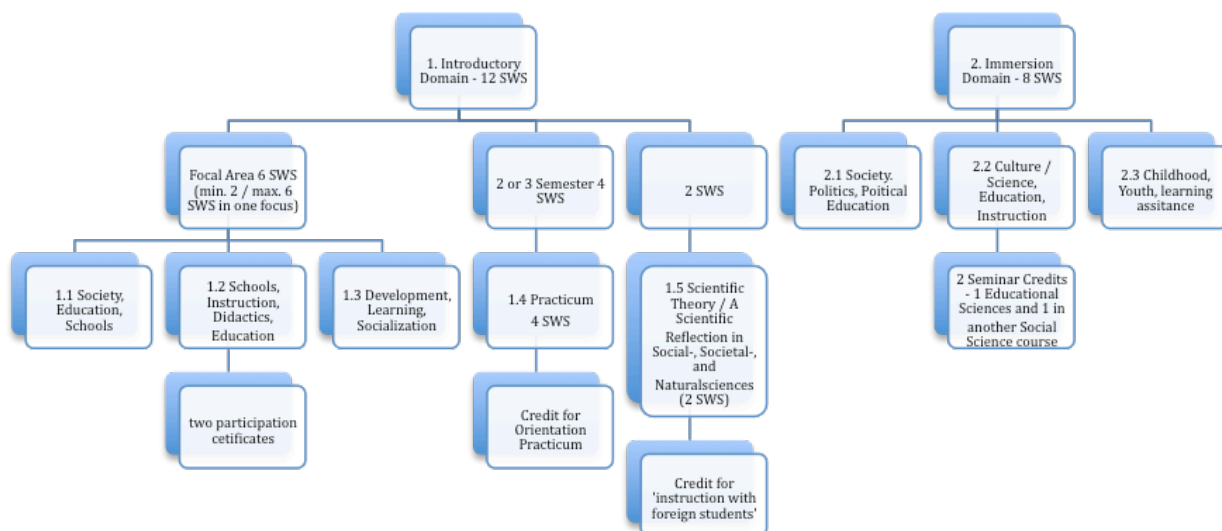 1. Introductory
Domain - 12 SWS
2. Immersion
Domain - 8 SWS
Focal Area 6 SWS
(min. 2 / max. 6
SWS in one focus)
2 or 3 Semester 4
SWS
2 SWS
2.1 Society.
Politics, Poitical
Education
2.2 Culture /
Science,
Education,
Instruction
2.3 Childhood,
Youth, learning
assitance
1.1 Society,
Education,
Schools
1.2 Schools,
Instruction,
Didactics,
Education
1.3 Development,
Learning,
Socialization
1.4 Practicum
4 SWS
1.5 Scientific
Theory / A
Scientific
Reflection in
Social-, Societal-,
and
Naturalsciences
(2 SWS)
2 Seminar Credits
- 1 Educational
Sciences and 1 in
another Social
Science course
two participation
cetificates
Credit for
Orientation
Practicum
Credit for
'instruction with
foreign students'